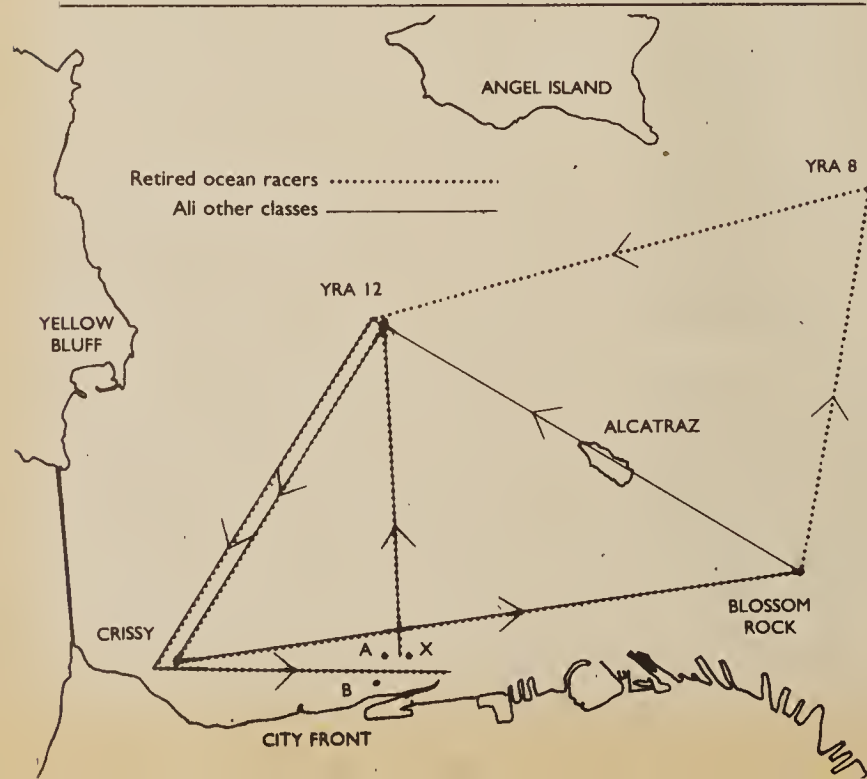 ANGEL ISLAND
YRA 8
Retired ocean racers
All other classes
YRA 12
YELLOW
BLUFF
ALCATRAZ
BLOSSOM
ROCK
CRISSY
A X
B
CITY FRONT